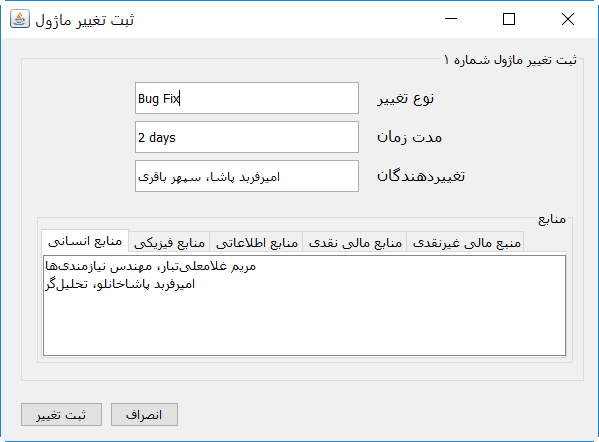 ثبت تغییر ماژول
ثبت تغییر ماژول شماره ۱
نوع تغییر
Bug Fix
مدت زمان
2 days
تغییردهندگان
امیرفربد پاشا، سپهر باقری
منابع
منابع انسانی
منابع فیزیکی
منابع اطلاعاتی
منابع مالی نقدی
منبع مالی غیرنقدی
مریم غلامعلی‌تبار، مهندس نیازمندی‌ها
امیرفربد پاشاخانلو، تحلیل‌گر
ثبت تغییر
انصراف